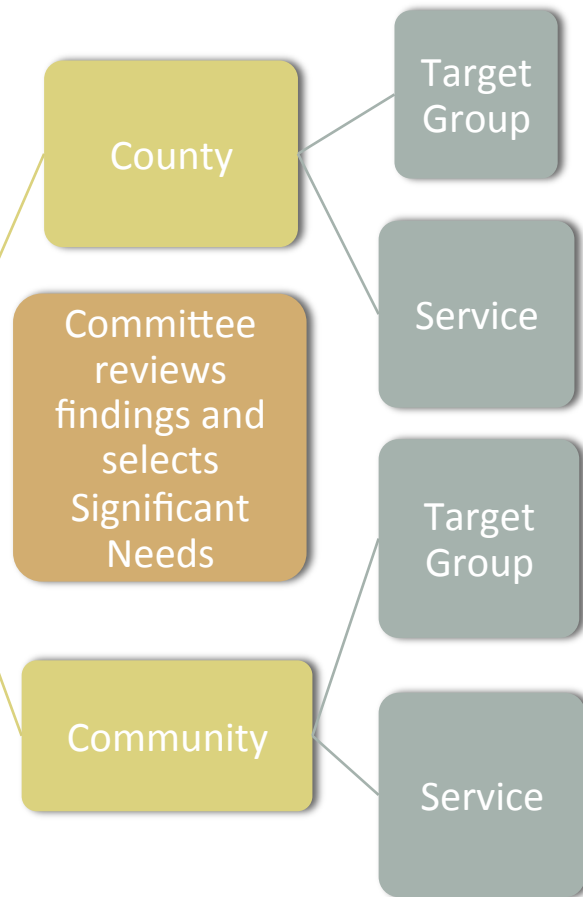 County
Target
Group
Service
Committee
reviews
findings and
selects
Significant
Needs
Community
Target
Group
Service